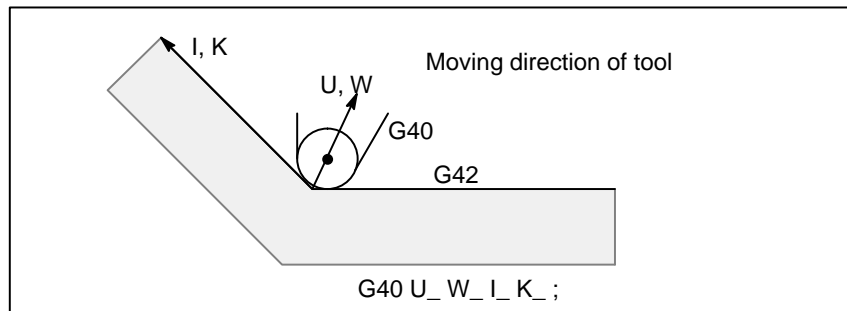 I, K
Moving direction of tool
U, W
G40
G42
G40 U_ W_ I_ K_ ;